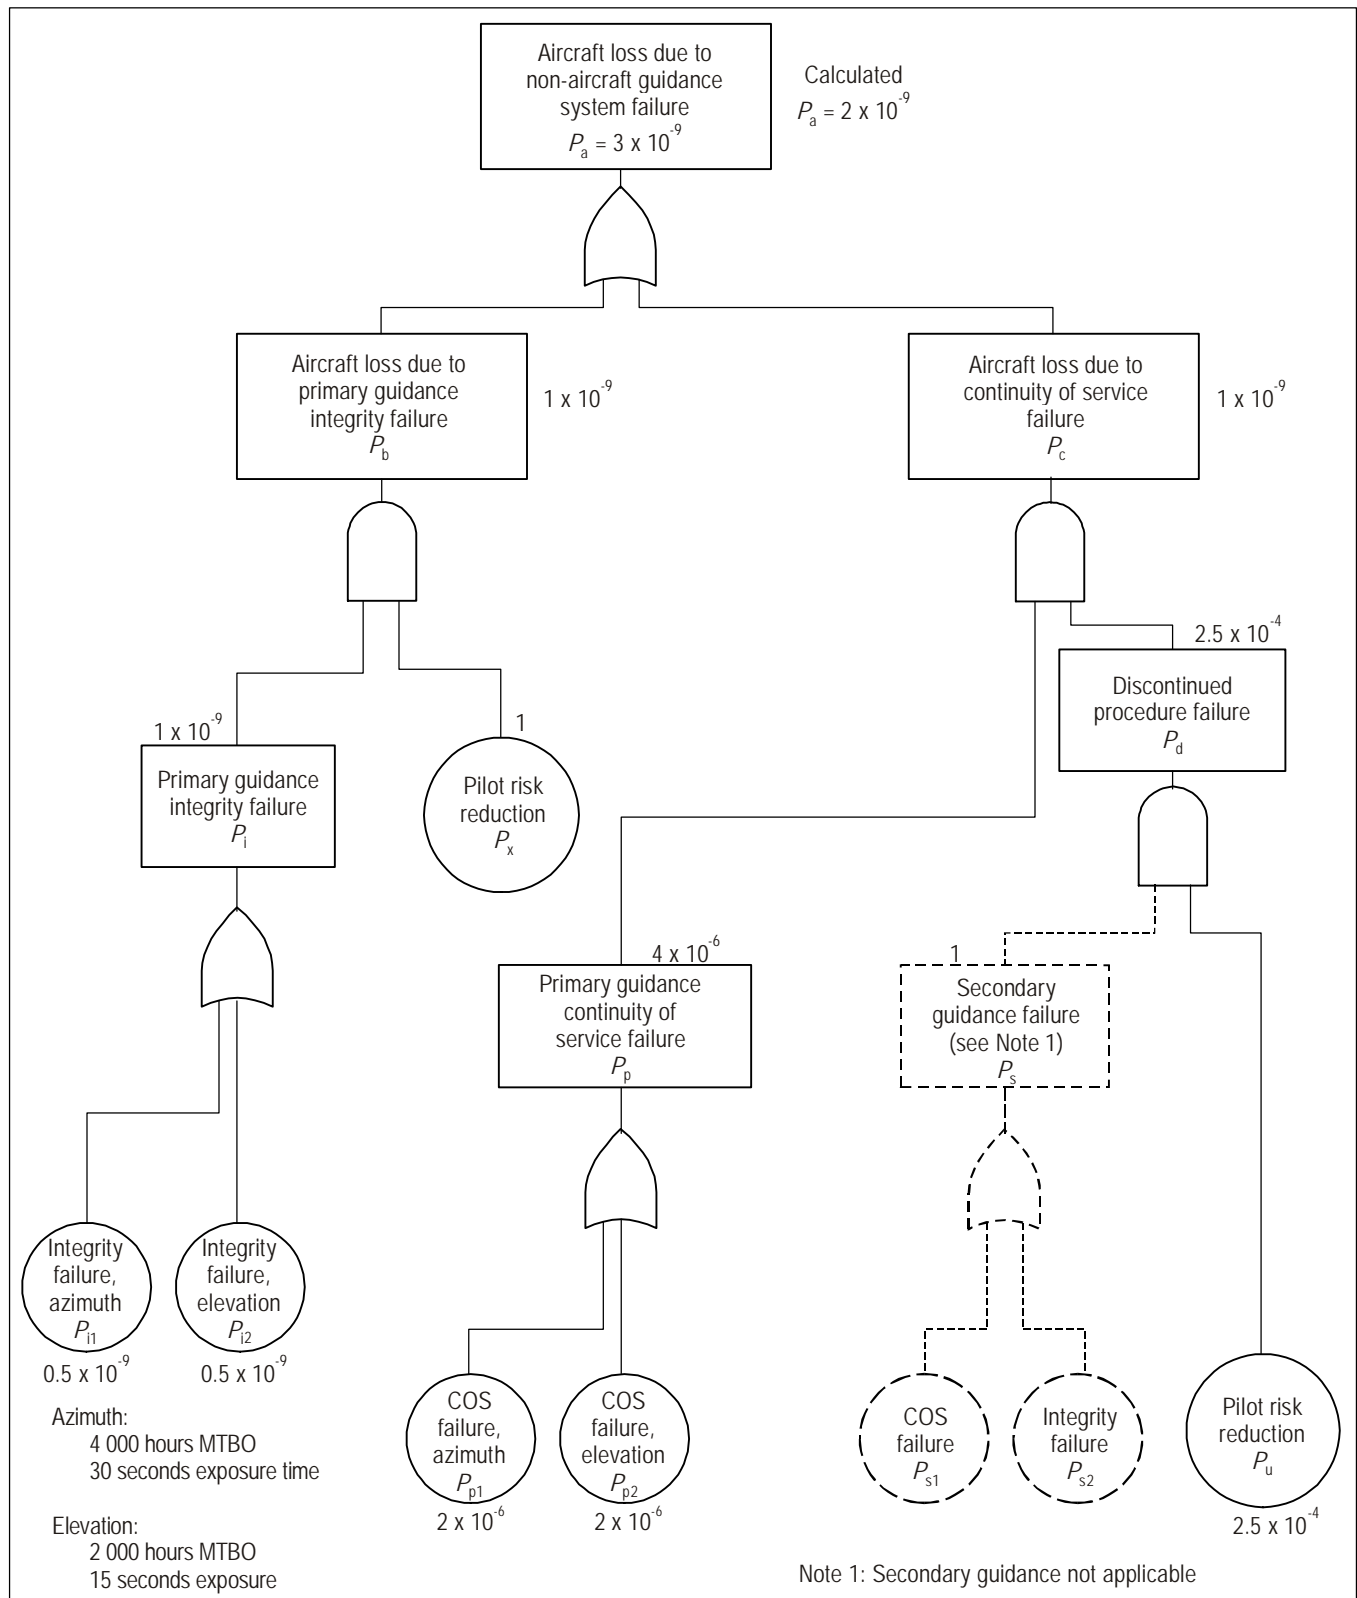 Aircraft loss due to
non-aircraft guidance
system failure
Pa = 3 x 10-9
Calculated
Pa = 2 x 10-9
Aircraft loss due to
primary guidance
integrity failure
Pb
1 x 10-9
Aircraft loss due to
continuity of service
failure
Pc
1 x 10-9
2.5 x 10-4
Discontinued
procedure failure
Pd
1 x 10-9
Primary guidance
integrity failure
Pi
1
Pilot risk
reduction
Px
4 x 10-6
Primary guidance
continuity of
service failure
Pp
1
Secondary
guidance failure
(see Note 1)
Ps
Integrity
failure,
azimuth
Pi1
0.5 x 10-9
Integrity
failure,
elevation
Pi2
0.5 x 10-9
COS
failure,
azimuth
Pp1
2 x 10-6
COS
failure,
elevation
Pp2
2 x 10-6
COS
failure
Ps1
Integrity
failure
Ps2
Pilot risk
reduction
Pu
2.5 x 10-4
Azimuth:
4 000 hours MTBO
30 seconds exposure time
Elevation:
2 000 hours MTBO
15 seconds exposure
Note 1: Secondary guidance not applicable